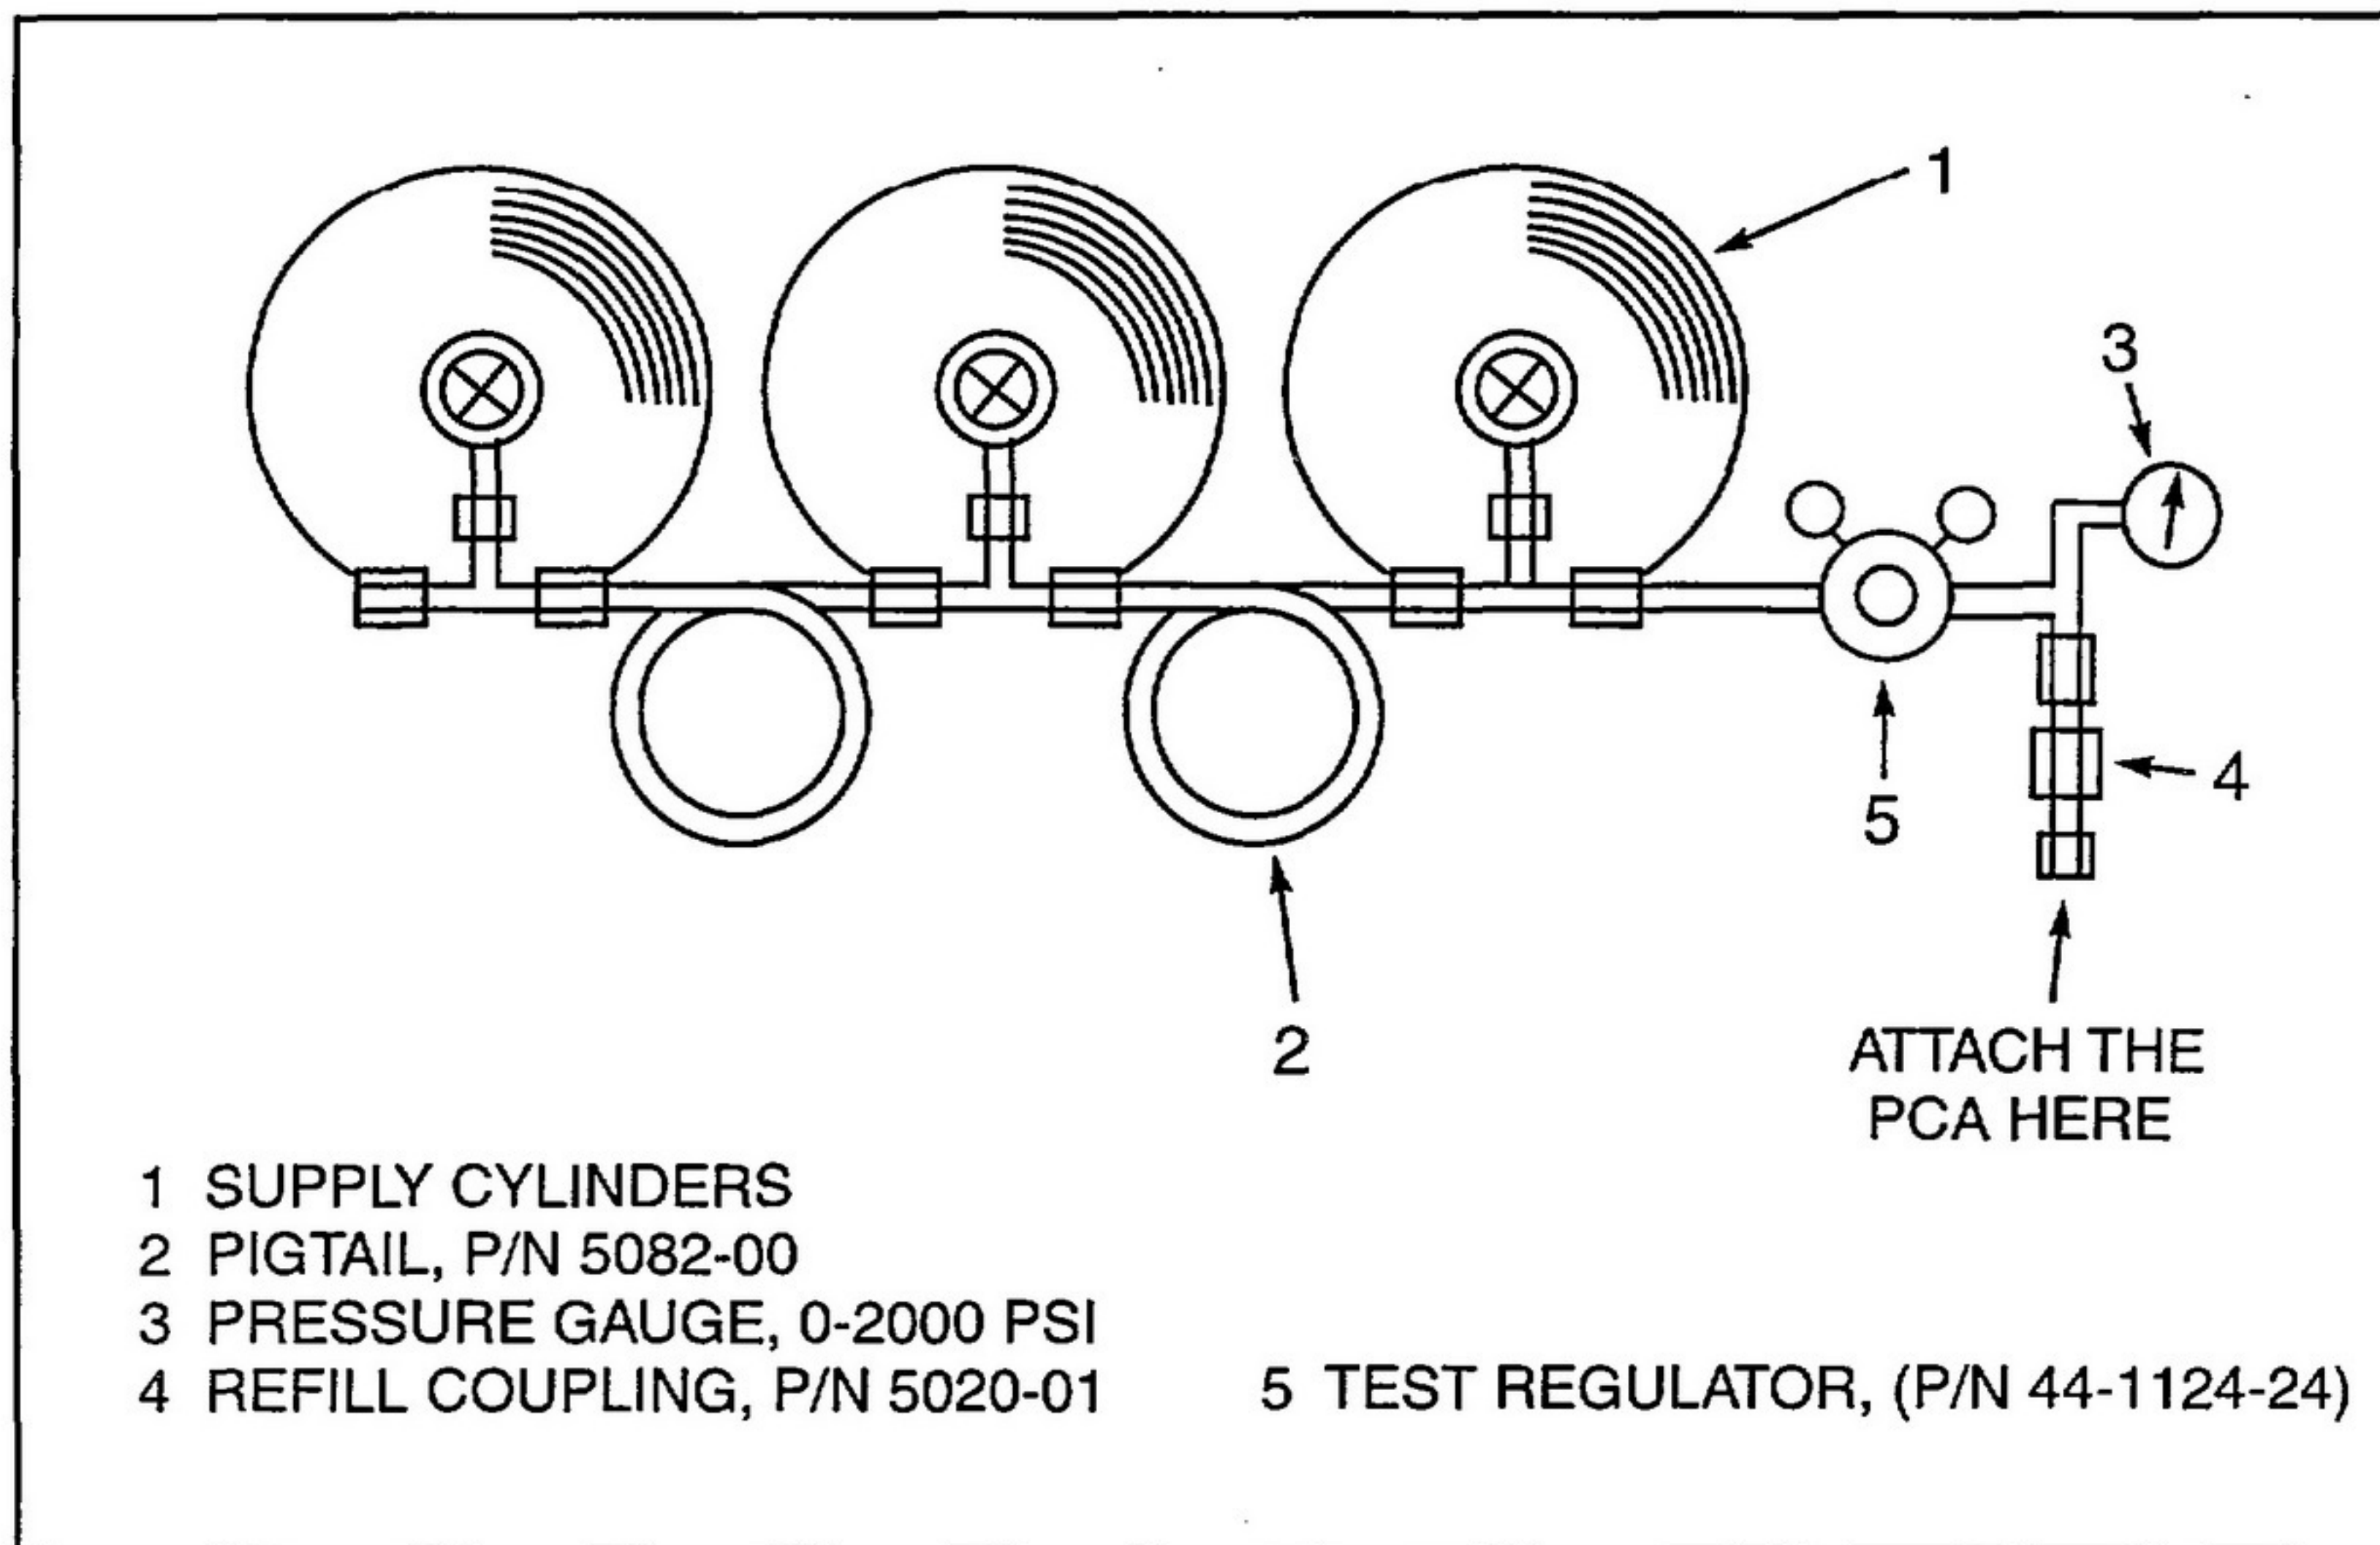 1
3
4
5
2
ATTACH THE
PCA HERE
1 SUPPLY CYLINDERS
2 PIGTAIL, P/N 5082-00
3 PRESSURE GAUGE, 0-2000 PSI
4 REFILL COUPLING, P/N 5020-01
5 TEST REGULATOR, (P/N 44-1124-24)